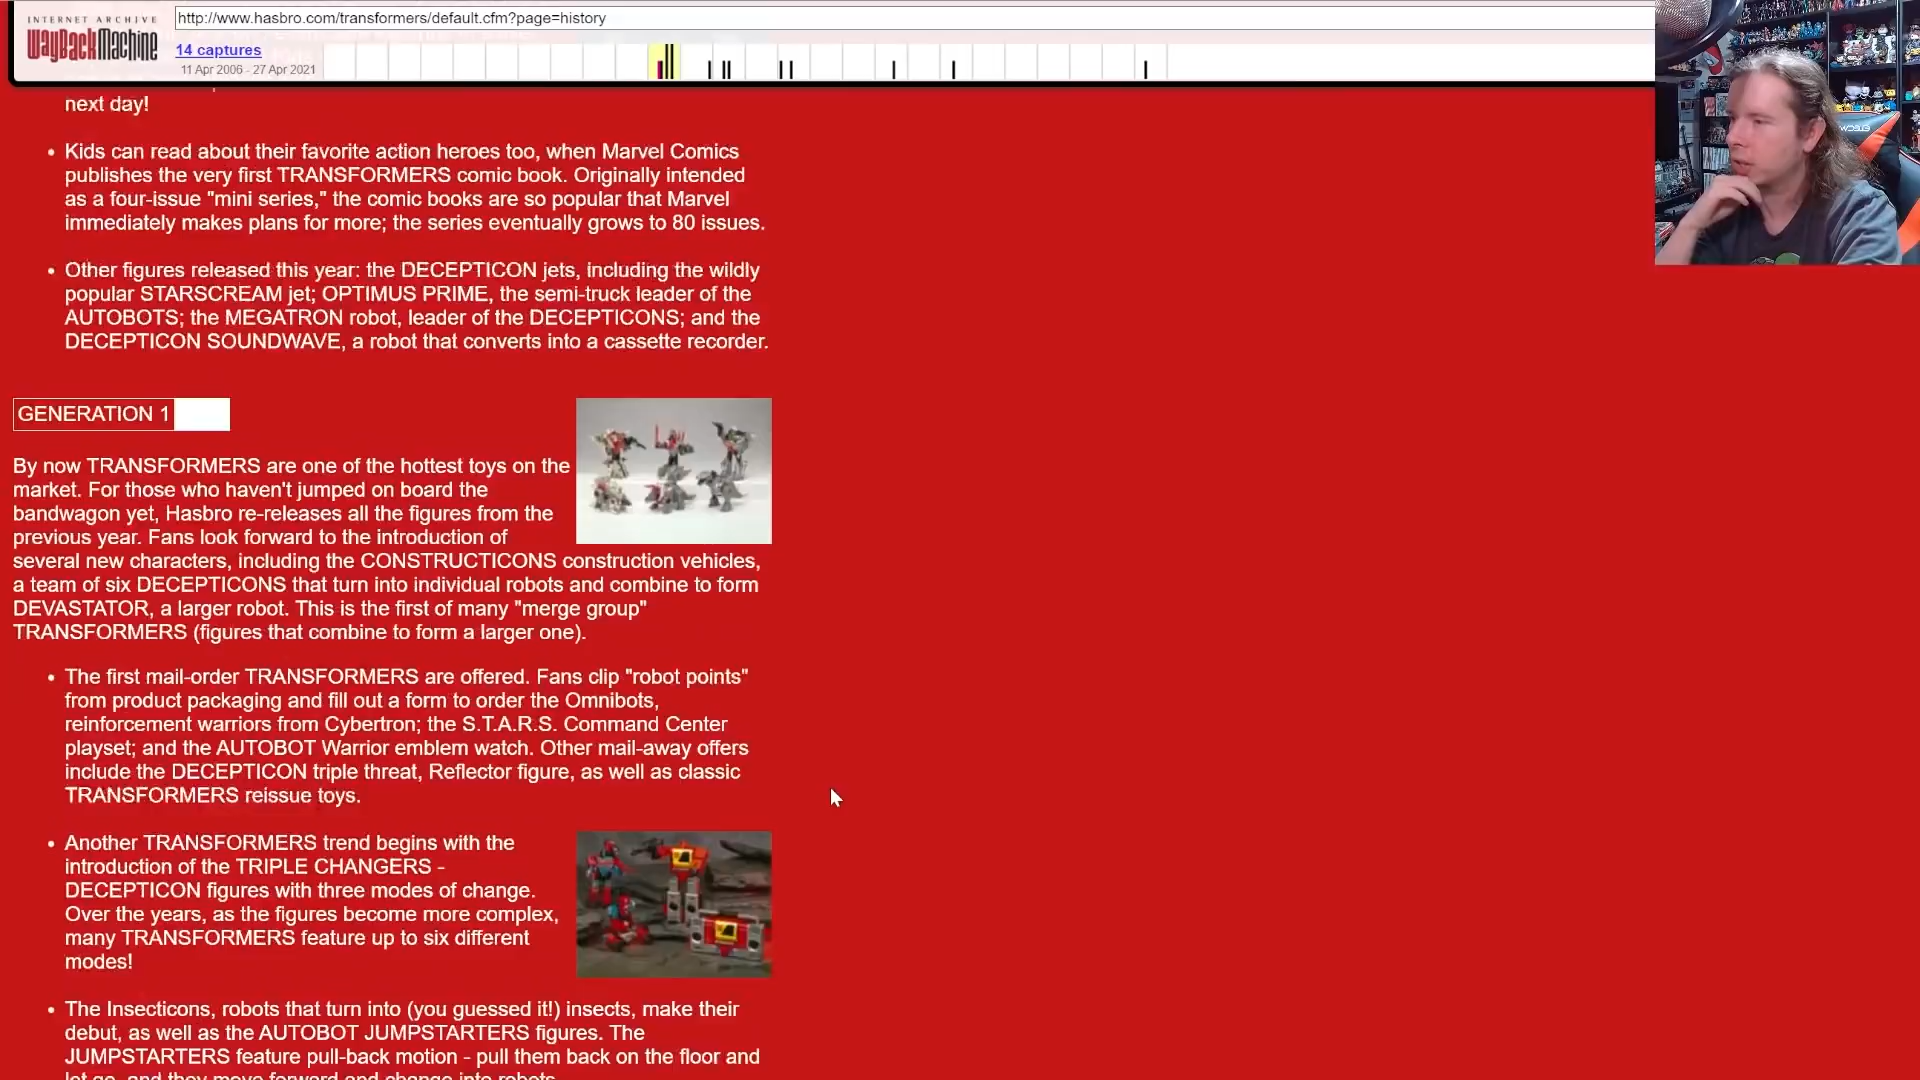 INTERNET ARCHIVE
WayBackMachine
http://www.hasbro.com/transformers/default.cfm?page=history
14 captures
11 Apr 2006 - 27 Apr 2021
next day!
• Kids can read about their favorite action heroes too, when Marvel Comics
publishes the very first TRANSFORMERS comic book. Originally intended
as a four-issue "mini series," the comic books are so popular that Marvel
immediately makes plans for more; the series eventually grows to 80 issues.
• Other figures released this year: the DECEPTICON jets, including the wildly
popular STARSCREAM jet; OPTIMUS PRIME, the semi-truck leader of the
AUTOBOTS; the MEGATRON robot, leader of the DECEPTICONS; and the
DECEPTICON SOUNDWAVE, a robot that converts into a cassette recorder.
GENERATION 1
By now TRANSFORMERS are one of the hottest toys on the
market. For those who haven't jumped on board the
bandwagon yet, Hasbro re-releases all the figures from the
previous year. Fans look forward to the introduction of
several new characters, including the CONSTRUCTICONS construction vehicles,
a team of six DECEPTICONS that turn into individual robots and combine to form
DEVASTATOR, a larger robot. This is the first of many "merge group"
TRANSFORMERS (figures that combine to form a larger one).
• The first mail-order TRANSFORMERS are offered. Fans clip "robot points"
from product packaging and fill out a form to order the Omnibots,
reinforcement warriors from Cybertron; the S.T.A.R.S. Command Center
playset; and the AUTOBOT Warrior emblem watch. Other mail-away offers
include the DECEPTICON triple threat, Reflector figure, as well as classic
TRANSFORMERS reissue toys.
• Another TRANSFORMERS trend begins with the
introduction of the TRIPLE CHANGERS -
DECEPTICON figures with three modes of change.
Over the years, as the figures become more complex,
many TRANSFORMERS feature up to six different
modes!
• The Insecticons, robots that turn into (you guessed it!) insects, make their
debut, as well as the AUTOBOT JUMPSTARTERS figures. The
JUMPSTARTERS feature pull-back motion - pull them back on the floor and
let go, and they move forward and change into robots.